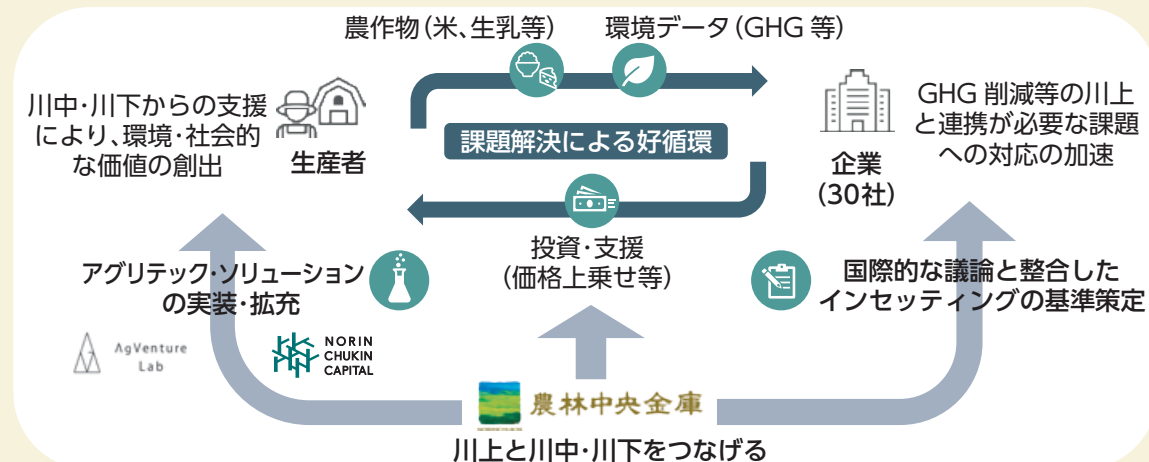 農作物(米、生乳等)
環境データ(GHG 等)
川中・川下からの支援
により、環境・社会的
な価値の創出
生産者
課題解決による好循環
企業
(30社)
GHG 削減等の川上
と連携が必要な課題
への対応の加速
投資・支援
(価格上乗せ等)
アグリテック・ソリューション
の実装・拡充
国際的な議論と整合した
インセッティングの基準策定
AgVenture
Lab
NORIN
CHUKIN
CAPITAL
農林中央金庫
川上と川中・川下をつなげる